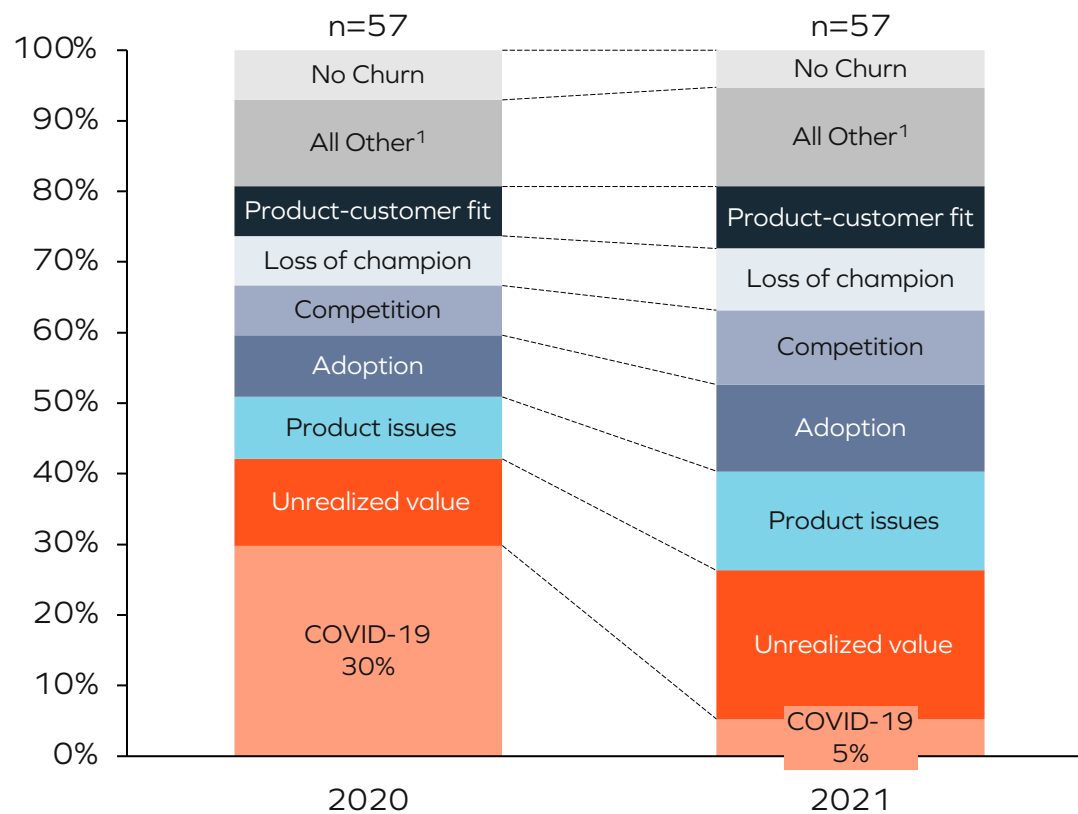 n=57
n=57
100%
90%
80%
70%
60%
50%
40%
30%
20%
10%
0%
No Churn
All Other¹
Product-customer fit
Loss of champion
Competition
Adoption
Product issues
Unrealized value
COVID-19
30%
No Churn
All Other¹
Product-customer fit
Loss of champion
Competition
Adoption
Product issues
Unrealized value
COVID-19
5%
2020
2021